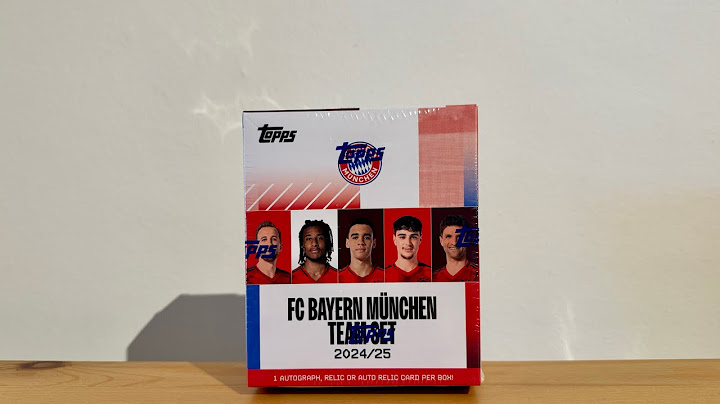 Topps
Topps
MÜNCHEN
Topps
FC BAYERN MÜNCHEN
TEAM SET
Topps
2024/25
1 AUTOGRAPH, RELIC OR AUTO RELIC CARD PER BOX!